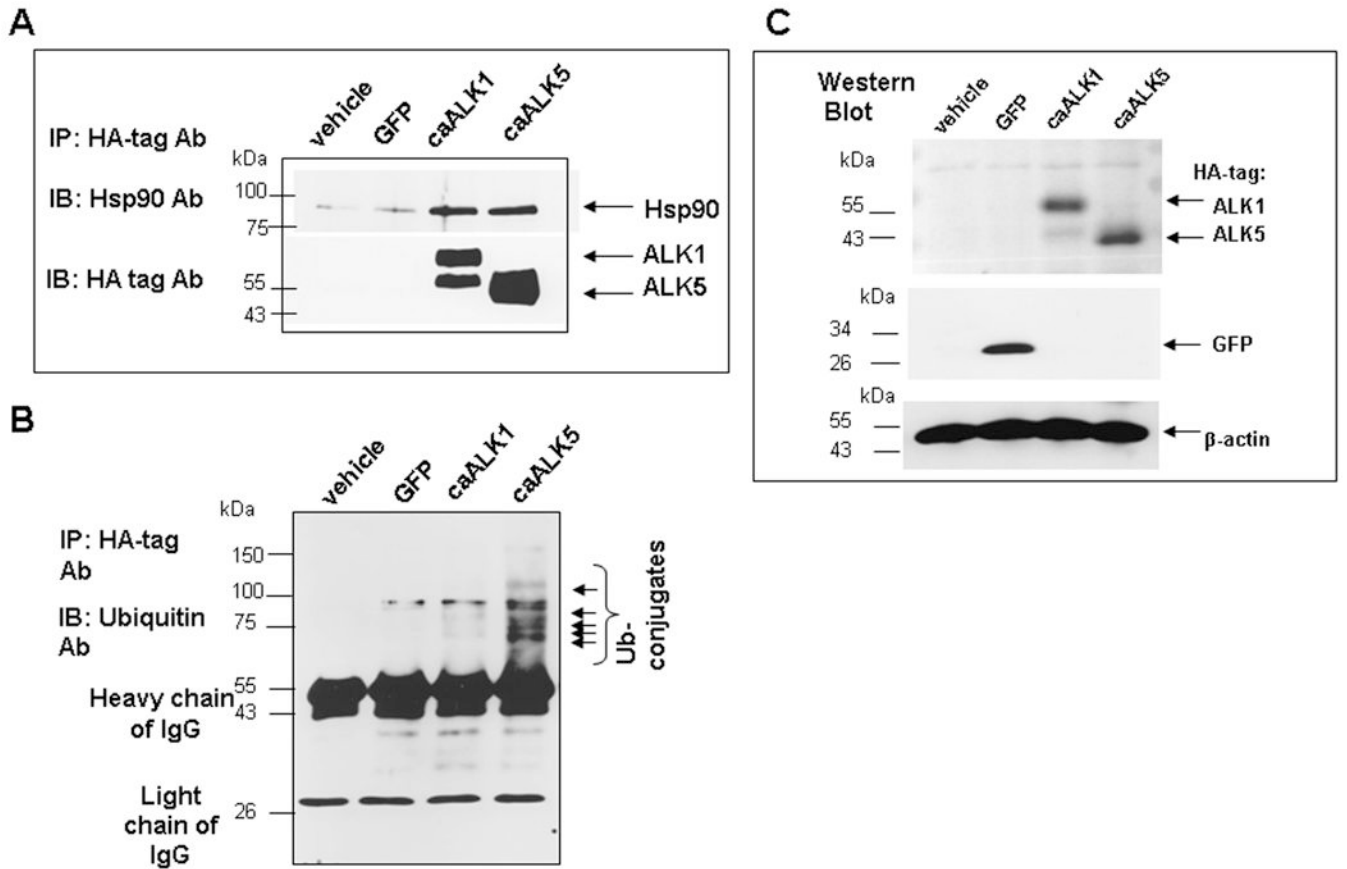 A
vehicle
GFP
caALK1
caALK5
IP: HA-tag Ab
kDa
IB: Hsp90 Ab
100
75
Hsp90
IB: HA tag Ab
55
43
ALK1
ALK5
B
vehicle
GFP
caALK1
caALK5
kDa
IP: HA-tag
Ab
IB: Ubiquitin
Ab
150
100
75
55
43
26
Heavy chain
of IgG
Light
chain of
IgG
Ub-
conjugates
C
Western
Blot
vehicle
GFP
caALK1
caALK5
kDa
55
43
HA-tag:
ALK1
ALK5
kDa
34
26
GFP
kDa
55
43
β-actin